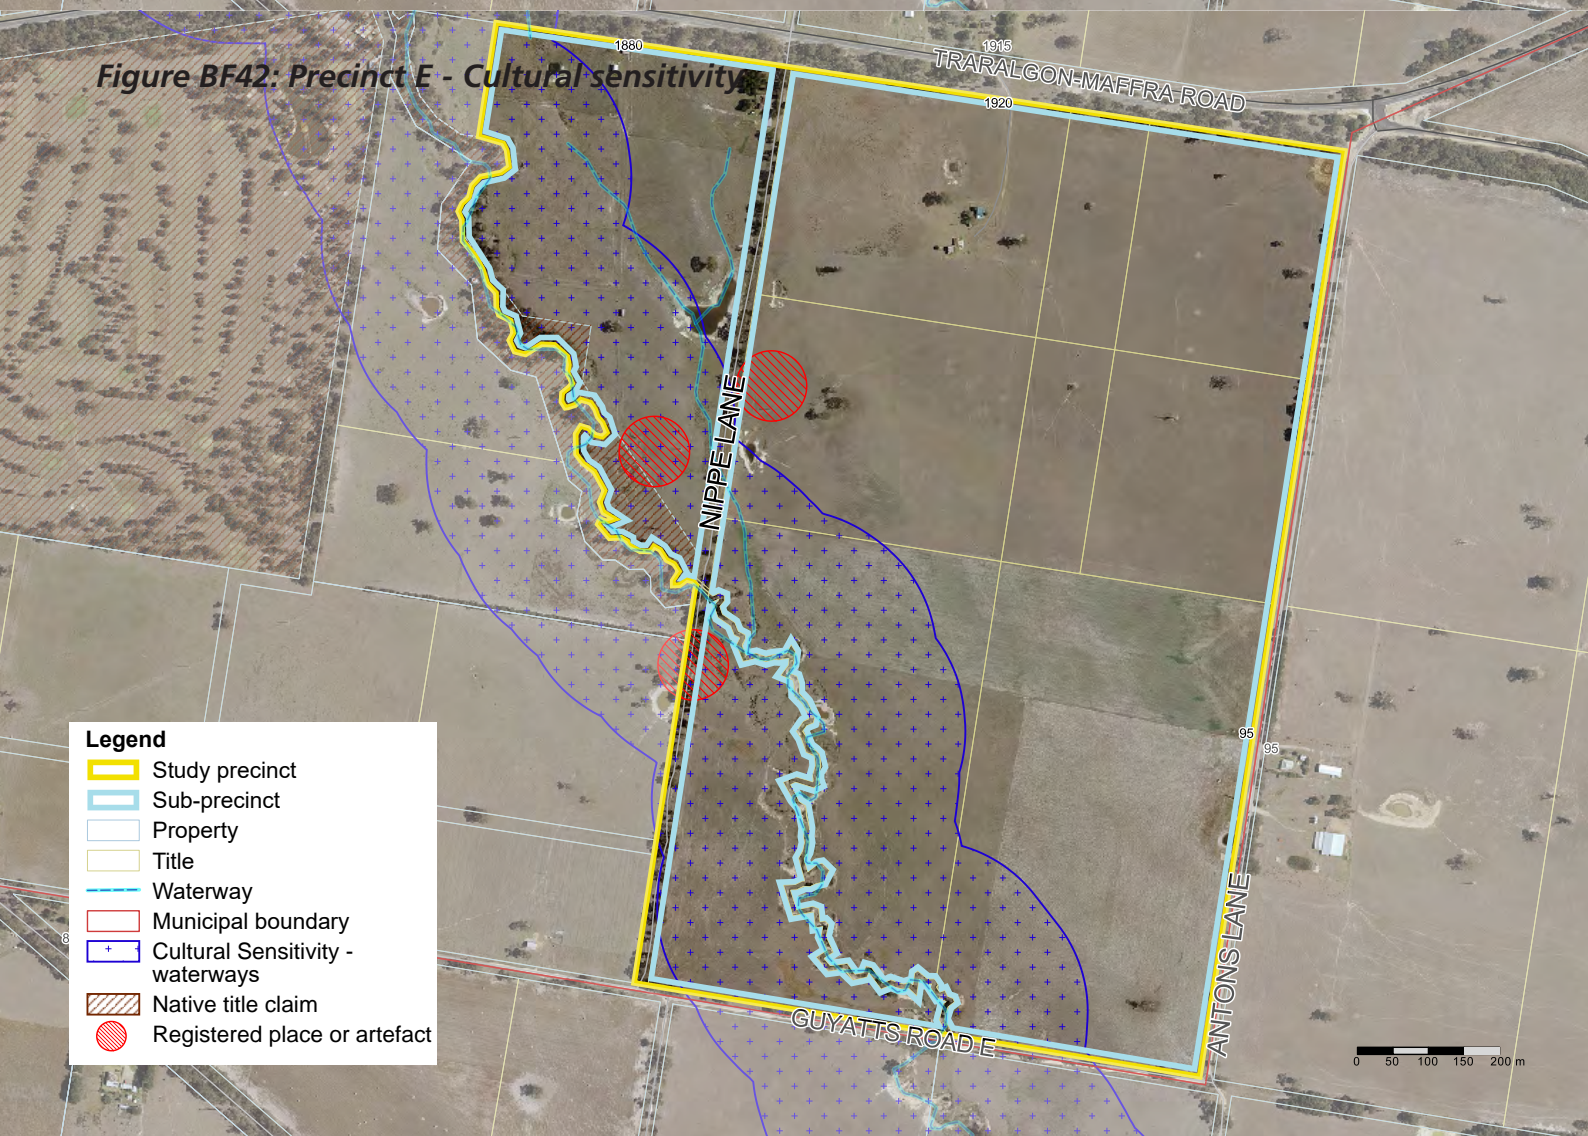 1880
1915
Figure BF42: Precinct E - Cultural sensitivity
TRARALGON-MAFFRA ROAD
1920
NIPPE LANE
95
95
Legend
Study precinct
Sub-precinct
Property
Title
Waterway
Municipal boundary
Cultural Sensitivity -
waterways
Native title claim
Registered place or artefact
8
ANTONS LANE
GUYATTS ROAD E
0 50 100 150 200 m